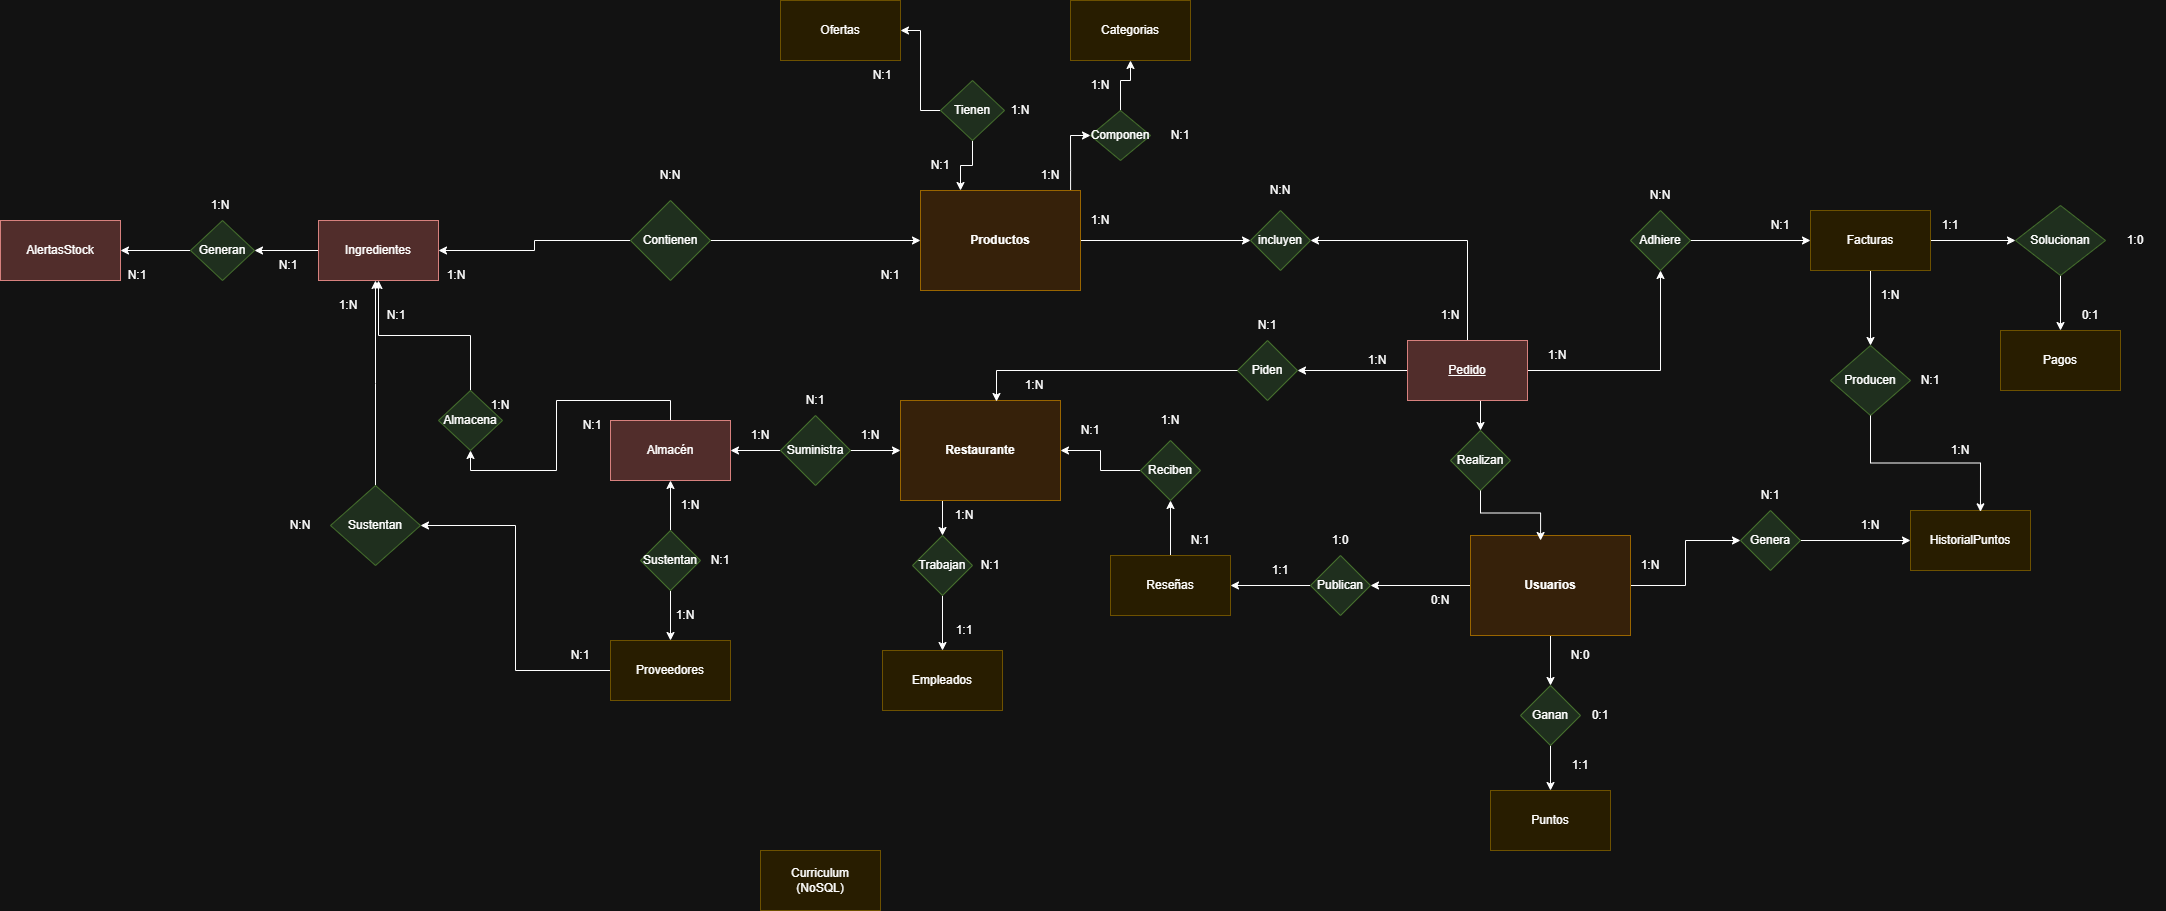 Ofertas
Categorias
N:1
1:N
Tienen
1:N
Componen
N:1
N:1
1:N
N:N
N:N
N:N
1:N
AlertasStock
Generan
Ingredientes
Contienen
Productos
1:N
incluyen
Adhiere
N:1
Facturas
1:1
Solucionan
1:0
N:1
N:1
1:N
N:1
1:N
N:1
1:N
1:N
0:1
N:1
Piden
1:N
Pedido
1:N
Pagos
1:N
Producen
N:1
Almacena
1:N
N:1
N:1
Almacén
1:N
Suministra
1:N
Restaurante
N:1
1:N
Reciben
Realizan
1:N
N:N
Sustentan
1:N
1:N
N:1
Sustentan
N:1
Trabajan
N:1
1:0
N:1
Genera
1:N
HistorialPuntos
Reseñas
1:1
Publican
0:N
Usuarios
1:N
1:N
N:1
Proveedores
1:1
Empleados
N:0
Ganan
0:1
1:1
Puntos
Curriculum
(NoSQL)